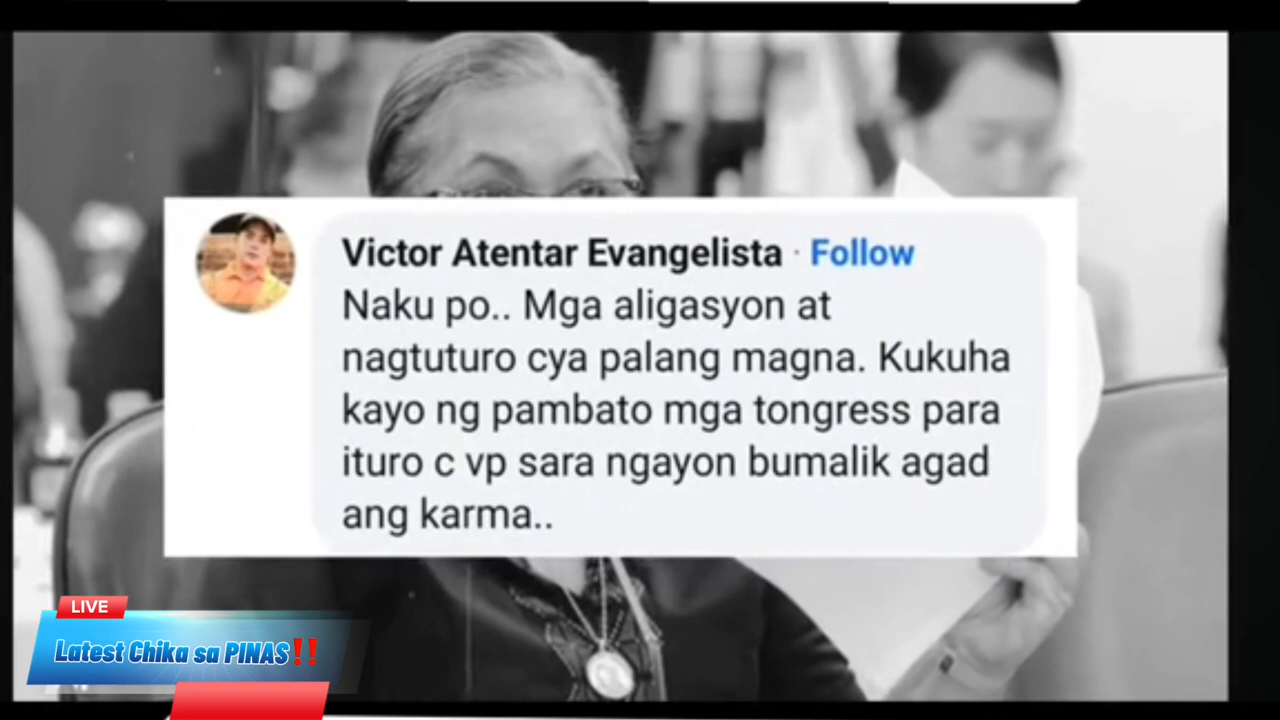 Victor Atentar Evangelista · Follow
Naku po.. Mga aligasyon at
nagtuturo cya palang magna. Kukuha
kayo ng pambato mga tongress para
ituro c vp sara ngayon bumalik agad
ang karma..
LIVE
Latest Chika sa PINAS‼️